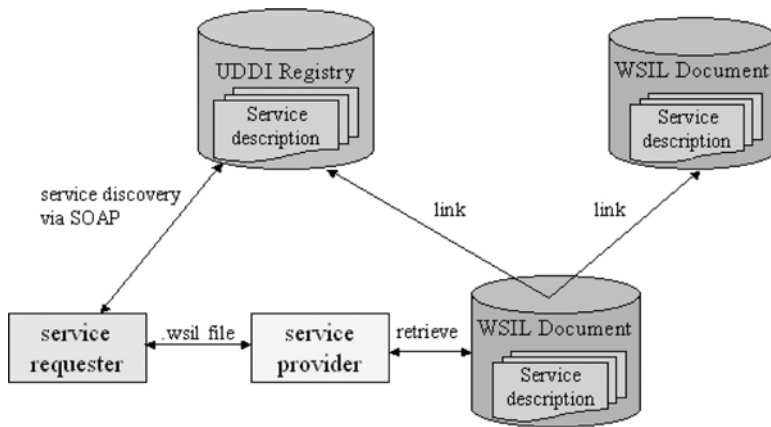 UDDI Registry
Service
description
WSIL Document
Service
description
service discovery
via SOAP
link
link
service
requester
.wsil file
service
provider
retrieve
WSIL Document
Service
description